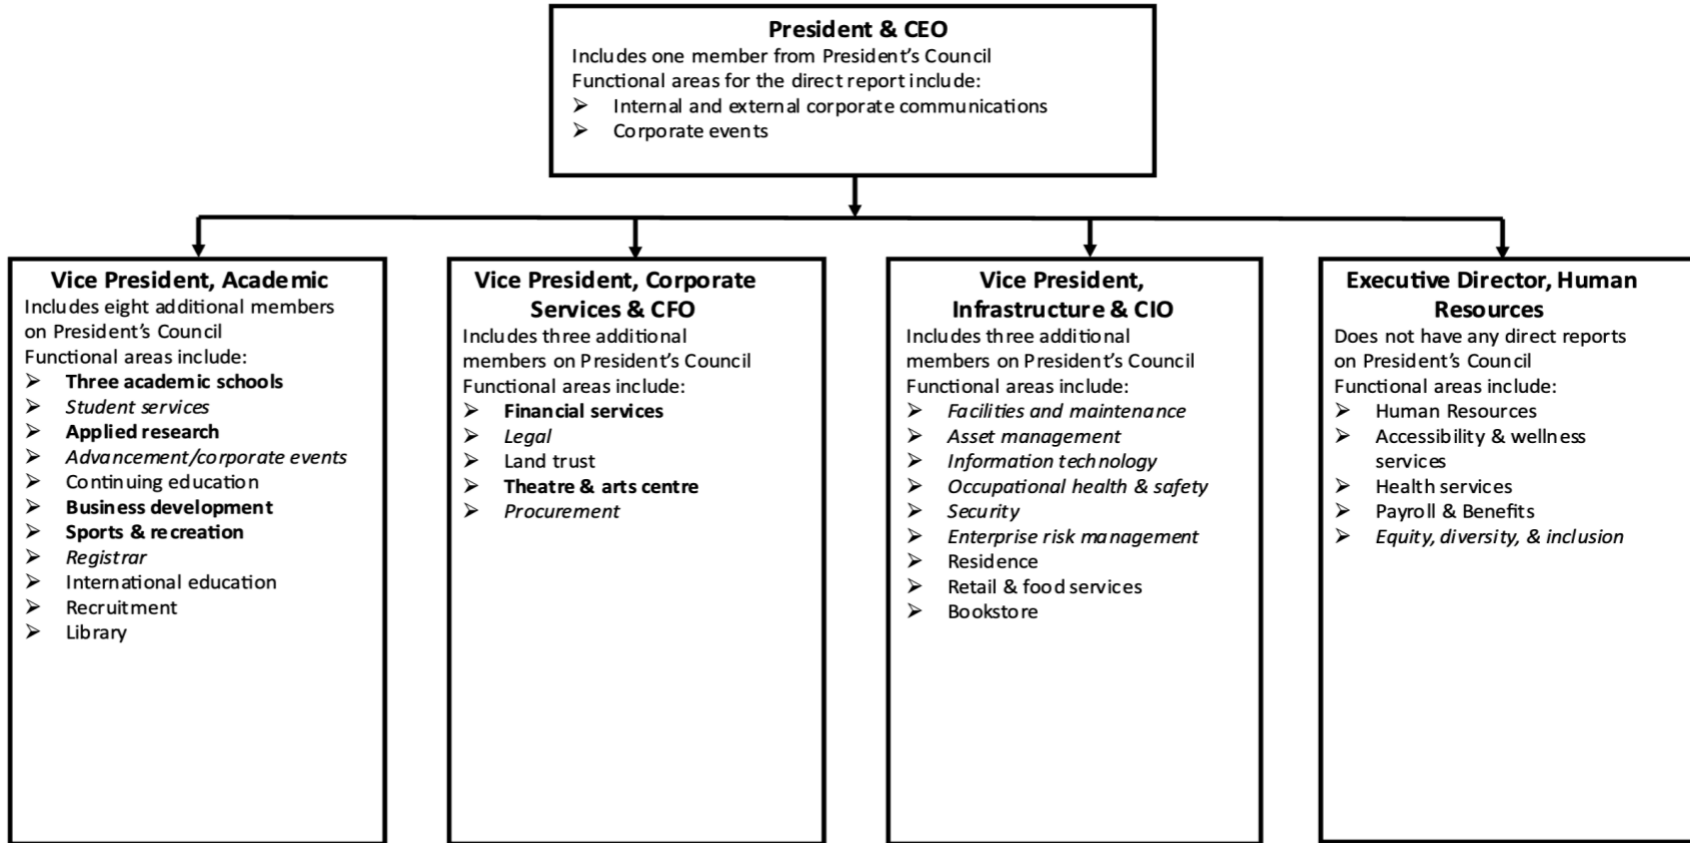 President & CEO
Includes one member from President’s Council
Functional areas for the direct report include:
➢ Internal and external corporate communications
➢ Corporate events
Vice President, Academic
Includes eight additional members
on President’s Council
Functional areas include:
➢ Three academic schools
➢ Student services
➢ Applied research
➢ Advancement/corporate events
➢ Continuing education
➢ Business development
➢ Sports & recreation
➢ Registrar
➢ International education
➢ Recruitment
➢ Library
Vice President, Corporate
Services & CFO
Includes three additional
members on President’s Council
Functional areas include:
➢ Financial services
➢ Legal
➢ Land trust
➢ Theatre & arts centre
➢ Procurement
Vice President,
Infrastructure & CIO
Includes three additional
members on President’s Council
Functional areas include:
➢ Facilities and maintenance
➢ Asset management
➢ Information technology
➢ Occupational health & safety
➢ Security
➢ Enterprise risk management
➢ Residence
➢ Retail & food services
➢ Bookstore
Executive Director, Human
Resources
Does not have any direct reports
on President’s Council
Functional areas include:
➢ Human Resources
➢ Accessibility & wellness
services
➢ Health services
➢ Payroll & Benefits
➢ Equity, diversity, & inclusion